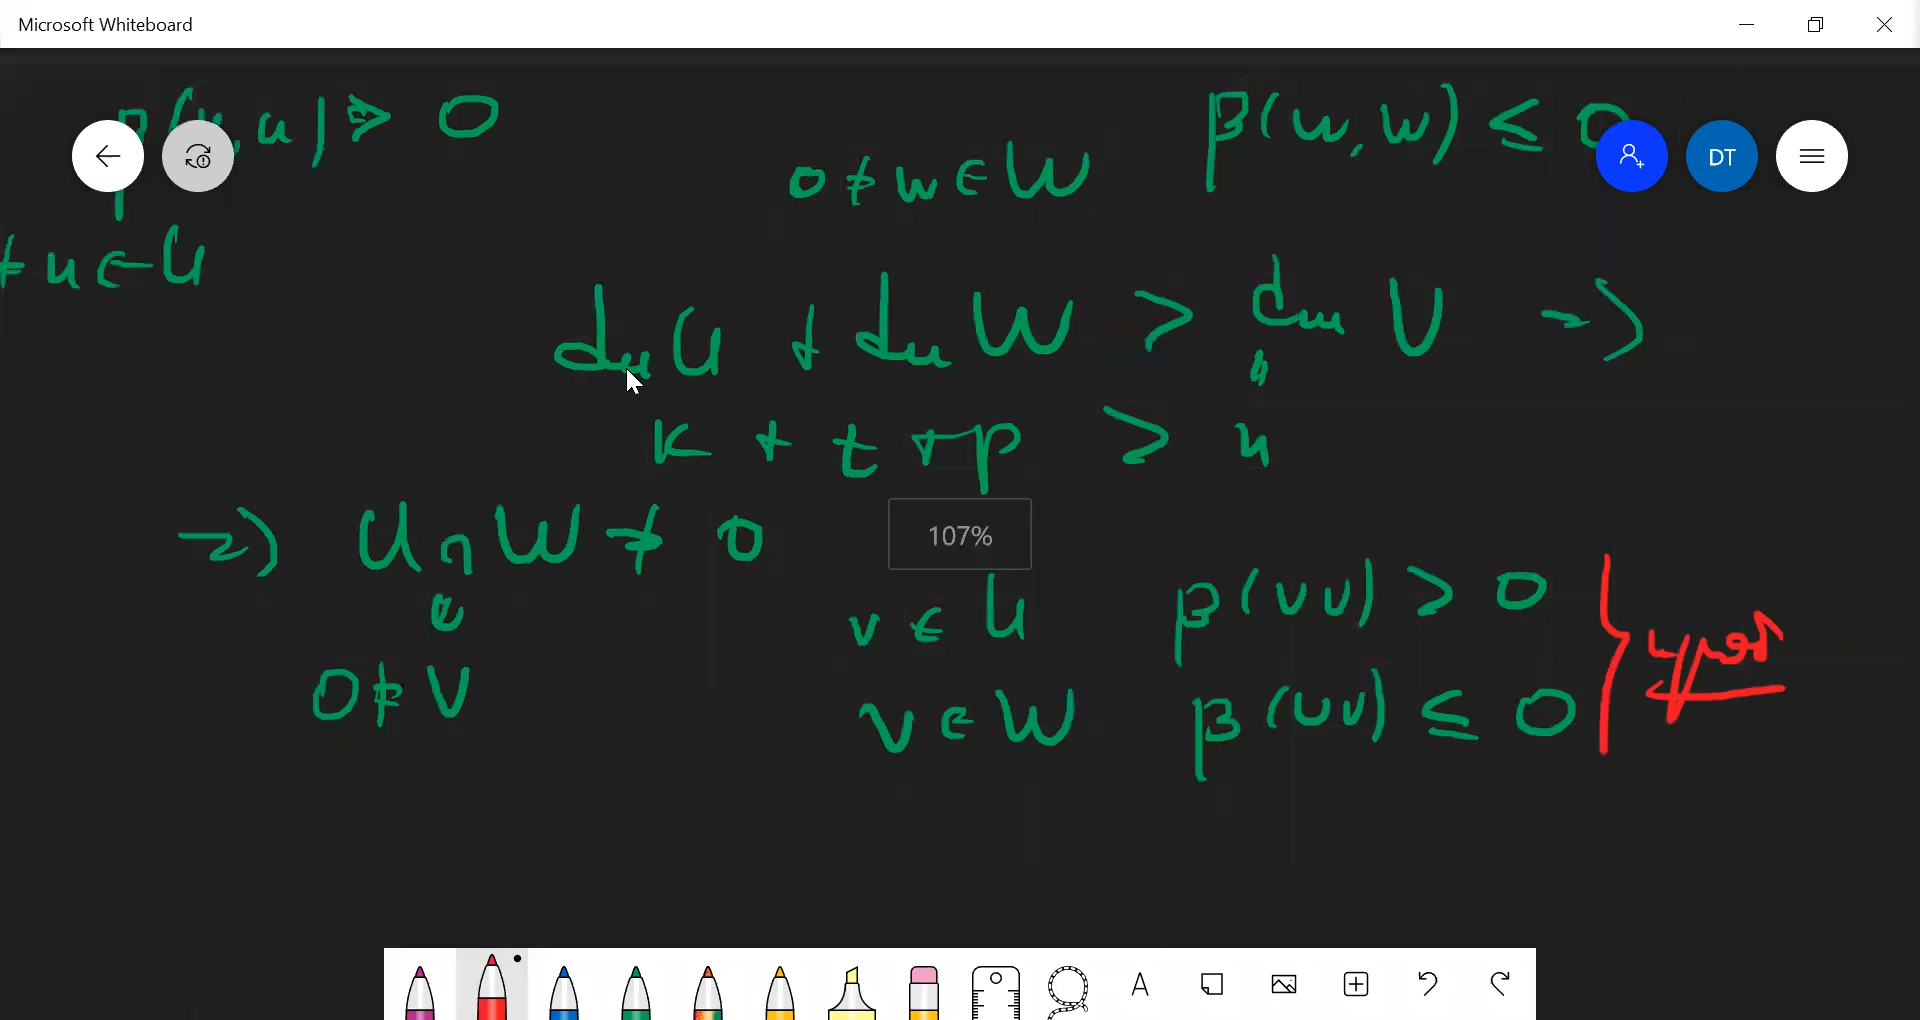 Microsoft Whiteboard
β(u,u) > 0
0 ≠ w ∈ W
β(w,w) ≤ 0
DT
≠ u ∈ U
dim U + dim W > dim V =>
k + t + p > n
=> U ∩ W ≠ 0
107%
0 ≠ v
v ∈ U β(v v) > 0
v ∈ W β(v v) ≤ 0